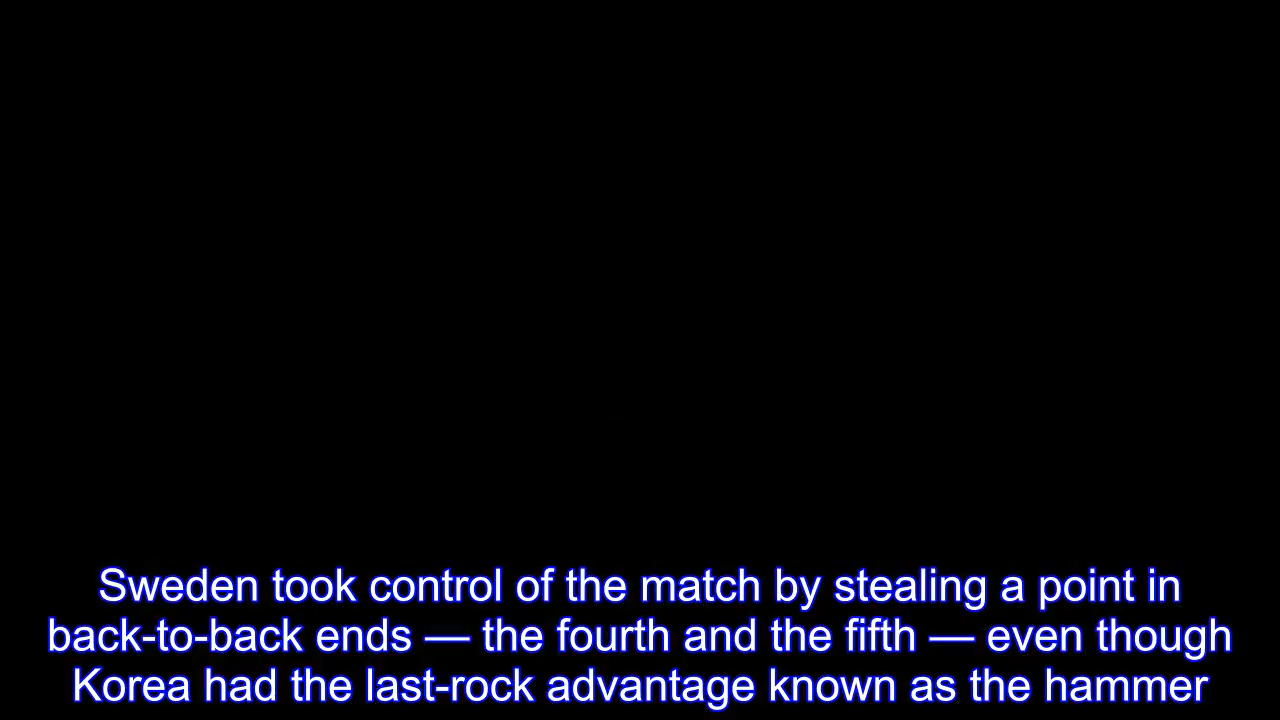 Sweden took control of the match by stealing a point in
back-to-back ends — the fourth and the fifth — even though
Korea had the last-rock advantage known as the hammer